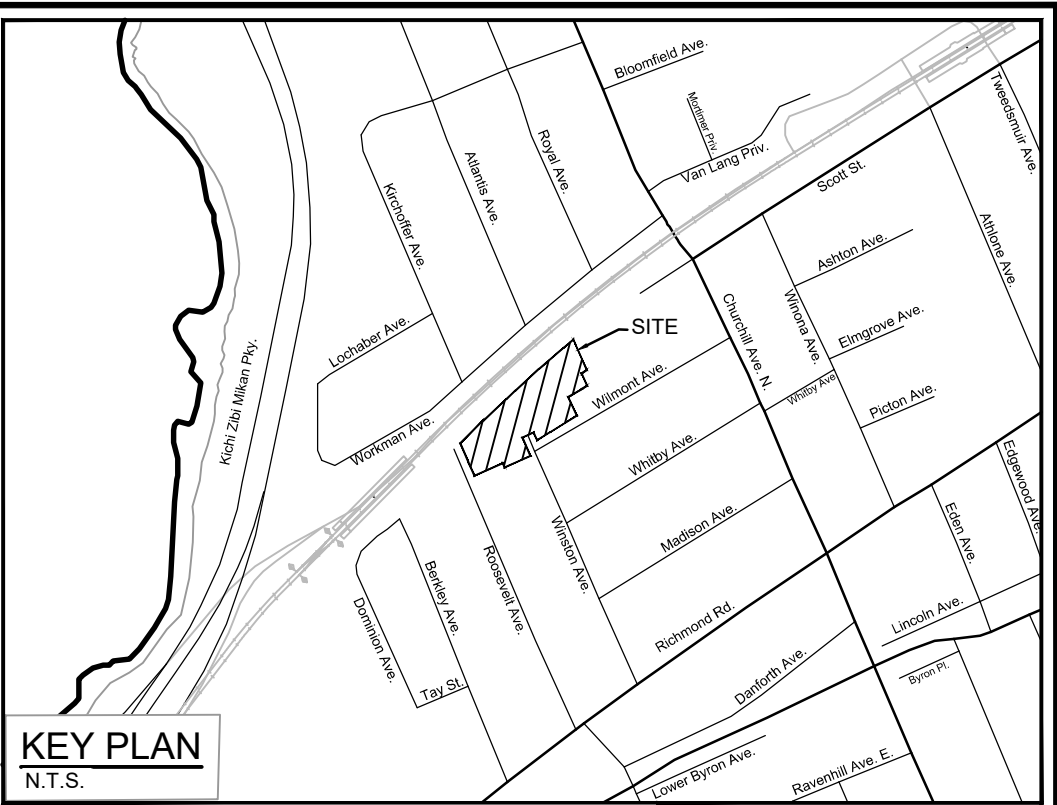 Bloomfield Ave.
Mortimer Priv.
Van Lang Priv.
Tweedsmuir Ave.
Royal Ave.
Atlantis Ave.
Kirchoffer Ave.
Scott St.
Athlone Ave.
Ashton Ave.
Winona Ave.
Churchill Ave. N.
Elmgrove Ave.
Lochaber Ave.
SITE
Kichi Zibi Mikan Pky.
Wilmont Ave.
Whitby Ave
Picton Ave.
Workman Ave.
Whitby Ave.
Madison Ave.
Edgewood Ave.
Eden Ave.
Winston Ave.
Roosevelt Ave.
Berkley Ave.
Dominion Ave.
Richmond Rd.
Lincoln Ave.
Danforth Ave.
Byron Pl.
Tay St.
KEY PLAN
N.T.S.
Lower Byron Ave.
Ravenhill Ave. E.